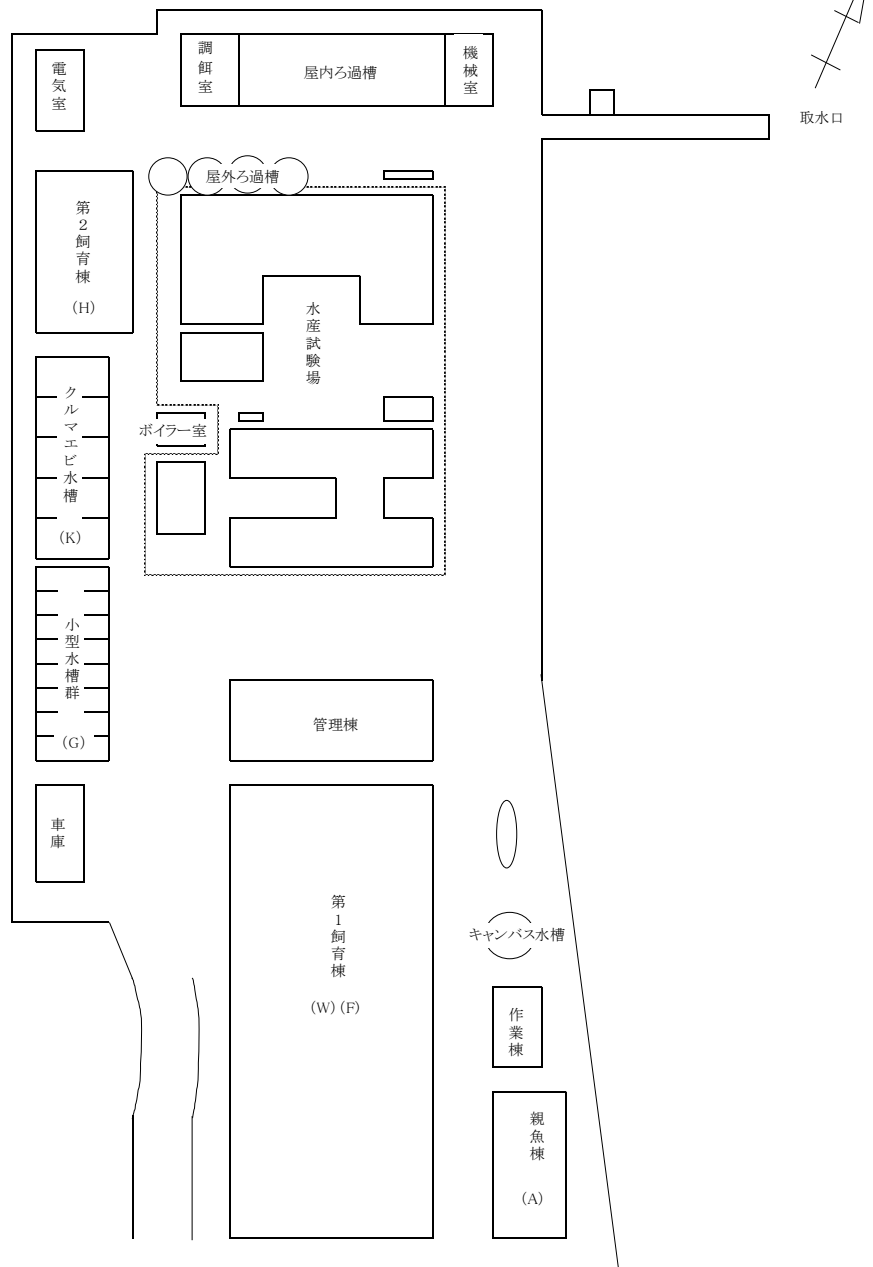 電気室
調餌室
屋内ろ過槽
機械室
取水口
屋外ろ過槽
第2飼育棟
(H)
水産試験場
クルマエビ水槽
(K)
ボイラー室
小型水槽群
(G)
管理棟
車庫
第1飼育棟
(W)(F)
キャンバス水槽
作業棟
親魚棟
(A)